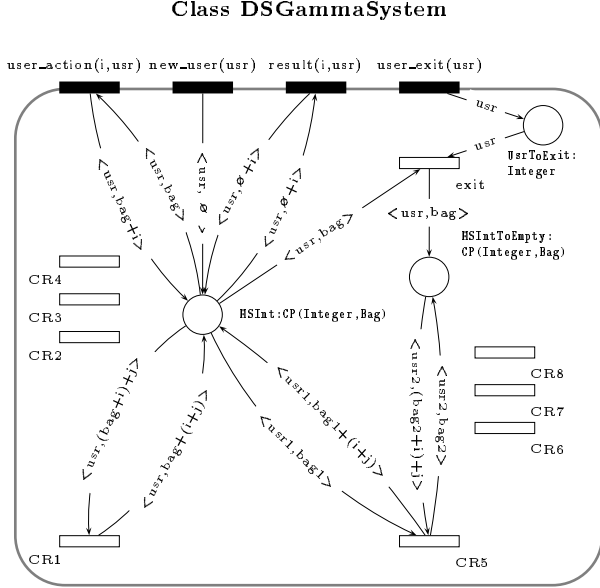 Class DSGammaSystem
user_action(i,usr) new_user(usr) result(i,usr) user_exit(usr)
usr
usr
UsrToExit:
Integer
exit
<usr,bag+i>
<usr,bag>
<usr, ø >
<usr,ø+i>
<usr,ø+i>
<usr,bag>
<usr,bag>
HSIntToEmpty:
CP(Integer,Bag)
CR4
CR3
CR2
HSInt:CP(Integer,Bag)
CR8
CR7
CR6
<usr,(bag+i)+j>
<usr,bag+(i+j)>
<usr1,bag1>
<usr1,bag1+(i+j)>
<usr2,(bag2+i)+j>
<usr2,bag2>
CR1
CR5